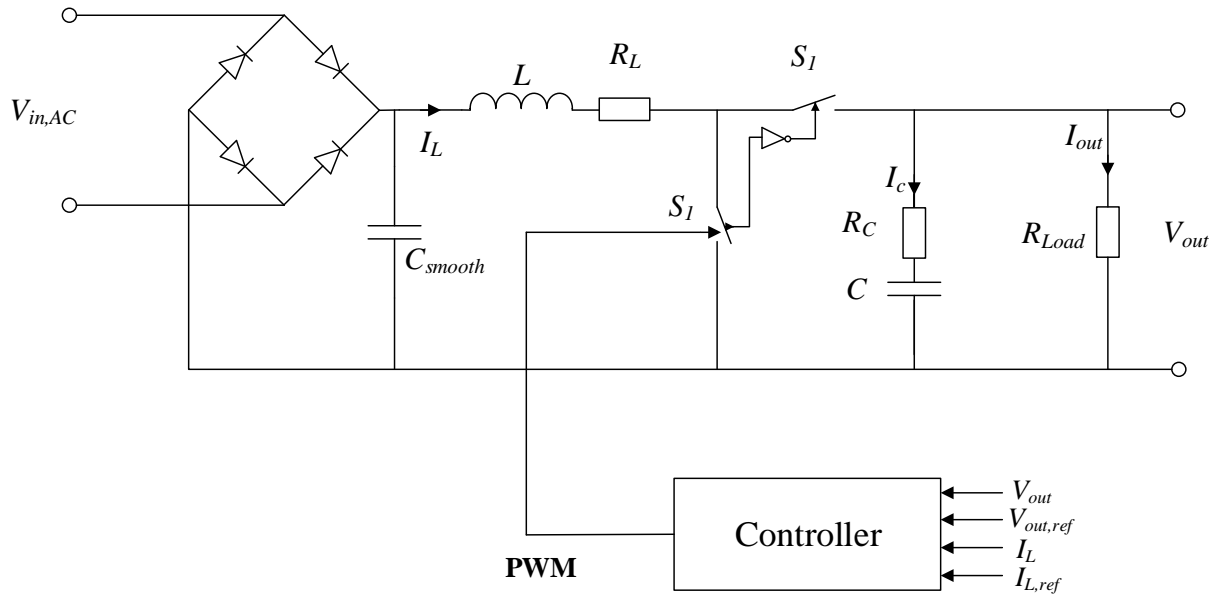 V_in,AC
L
R_L
S_1
I_L
C_smooth
S_1
I_c
R_C
C
I_out
R_Load
V_out
Controller
PWM
V_out
V_out,ref
I_L
I_L,ref